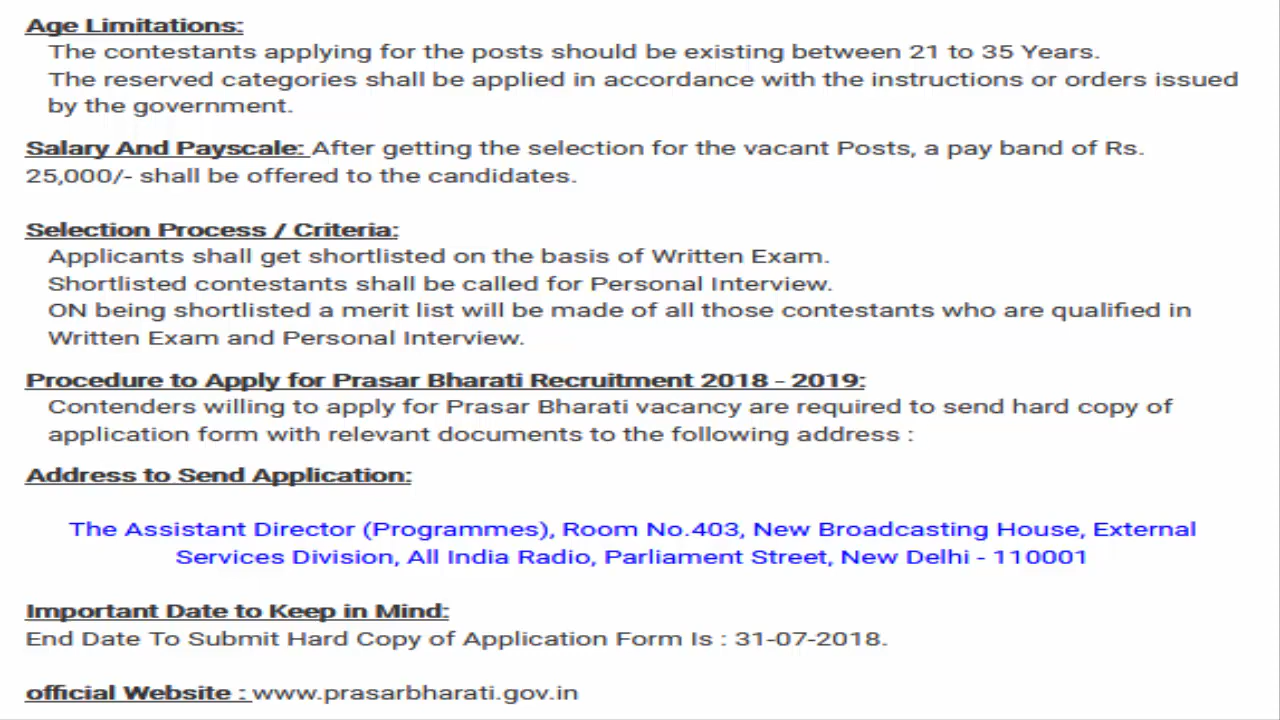 Age Limitations:
The contestants applying for the posts should be existing between 21 to 35 Years.
The reserved categories shall be applied in accordance with the instructions or orders issued
by the government.
Salary And Payscale: After getting the selection for the vacant Posts, a pay band of Rs.
25,000/- shall be offered to the candidates.
Selection Process / Criteria:
Applicants shall get shortlisted on the basis of Written Exam.
Shortlisted contestants shall be called for Personal Interview.
ON being shortlisted a merit list will be made of all those contestants who are qualified in
Written Exam and Personal Interview.
Procedure to Apply for Prasar Bharati Recruitment 2018 - 2019:
Contenders willing to apply for Prasar Bharati vacancy are required to send hard copy of
application form with relevant documents to the following address :
Address to Send Application:
The Assistant Director (Programmes), Room No.403, New Broadcasting House, External
Services Division, All India Radio, Parliament Street, New Delhi - 110001
Important Date to Keep in Mind:
End Date To Submit Hard Copy of Application Form Is : 31-07-2018.
official Website : www.prasarbharati.gov.in